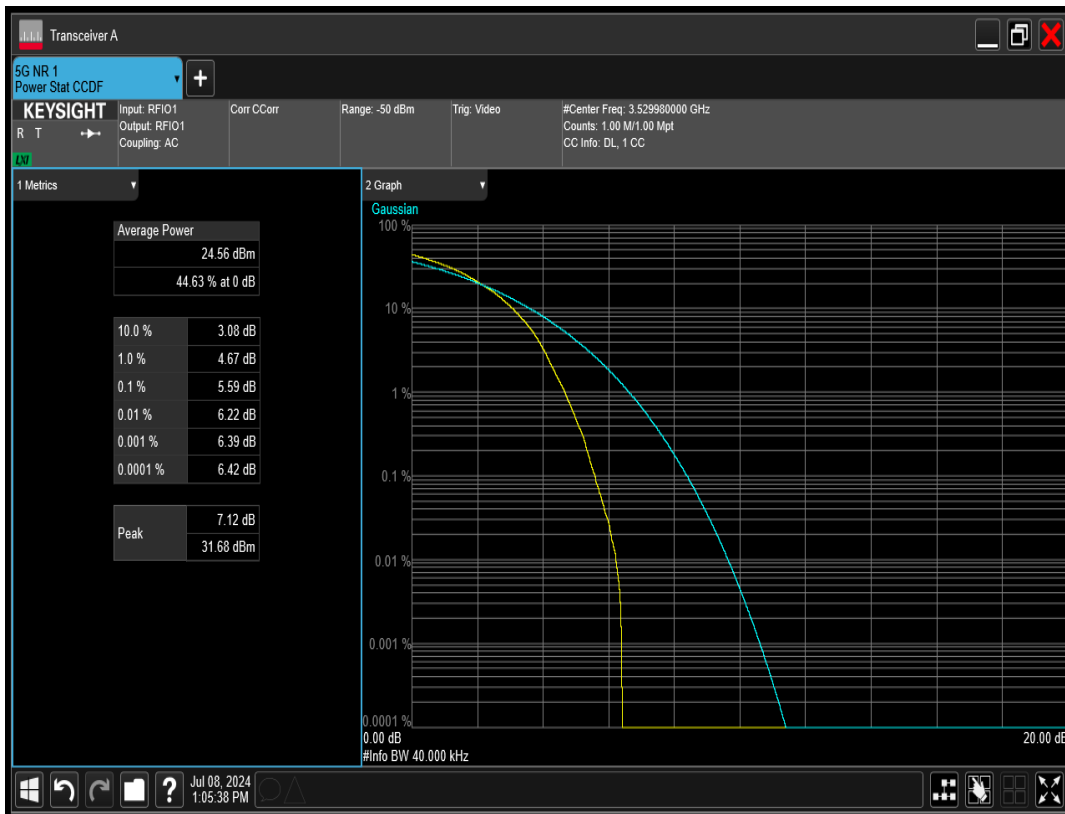 Transceiver A
5G NR 1
Power Stat CCDF
+
KEYSIGHT
R T
LXI
Input: RFIO1
Output: RFIO1
Coupling: AC
Corr CCorr
Range: -50 dBm
Trig: Video
#Center Freq: 3.529980000 GHz
Counts: 1.00 M/1.00 Mpt
CC Info: DL, 1 CC
1 Metrics
Average Power
24.56 dBm
44.63 % at 0 dB
10.0 % 3.08 dB
1.0 % 4.67 dB
0.1 % 5.59 dB
0.01 % 6.22 dB
0.001 % 6.39 dB
0.0001 % 6.42 dB
Peak
7.12 dB
31.68 dBm
2 Graph
Gaussian
100 %
10 %
1 %
0.1 %
0.01 %
0.001 %
0.0001 %
0.00 dB 20.00 dB
#Info BW 40.000 kHz
?
Jul 08, 2024
1:05:38 PM